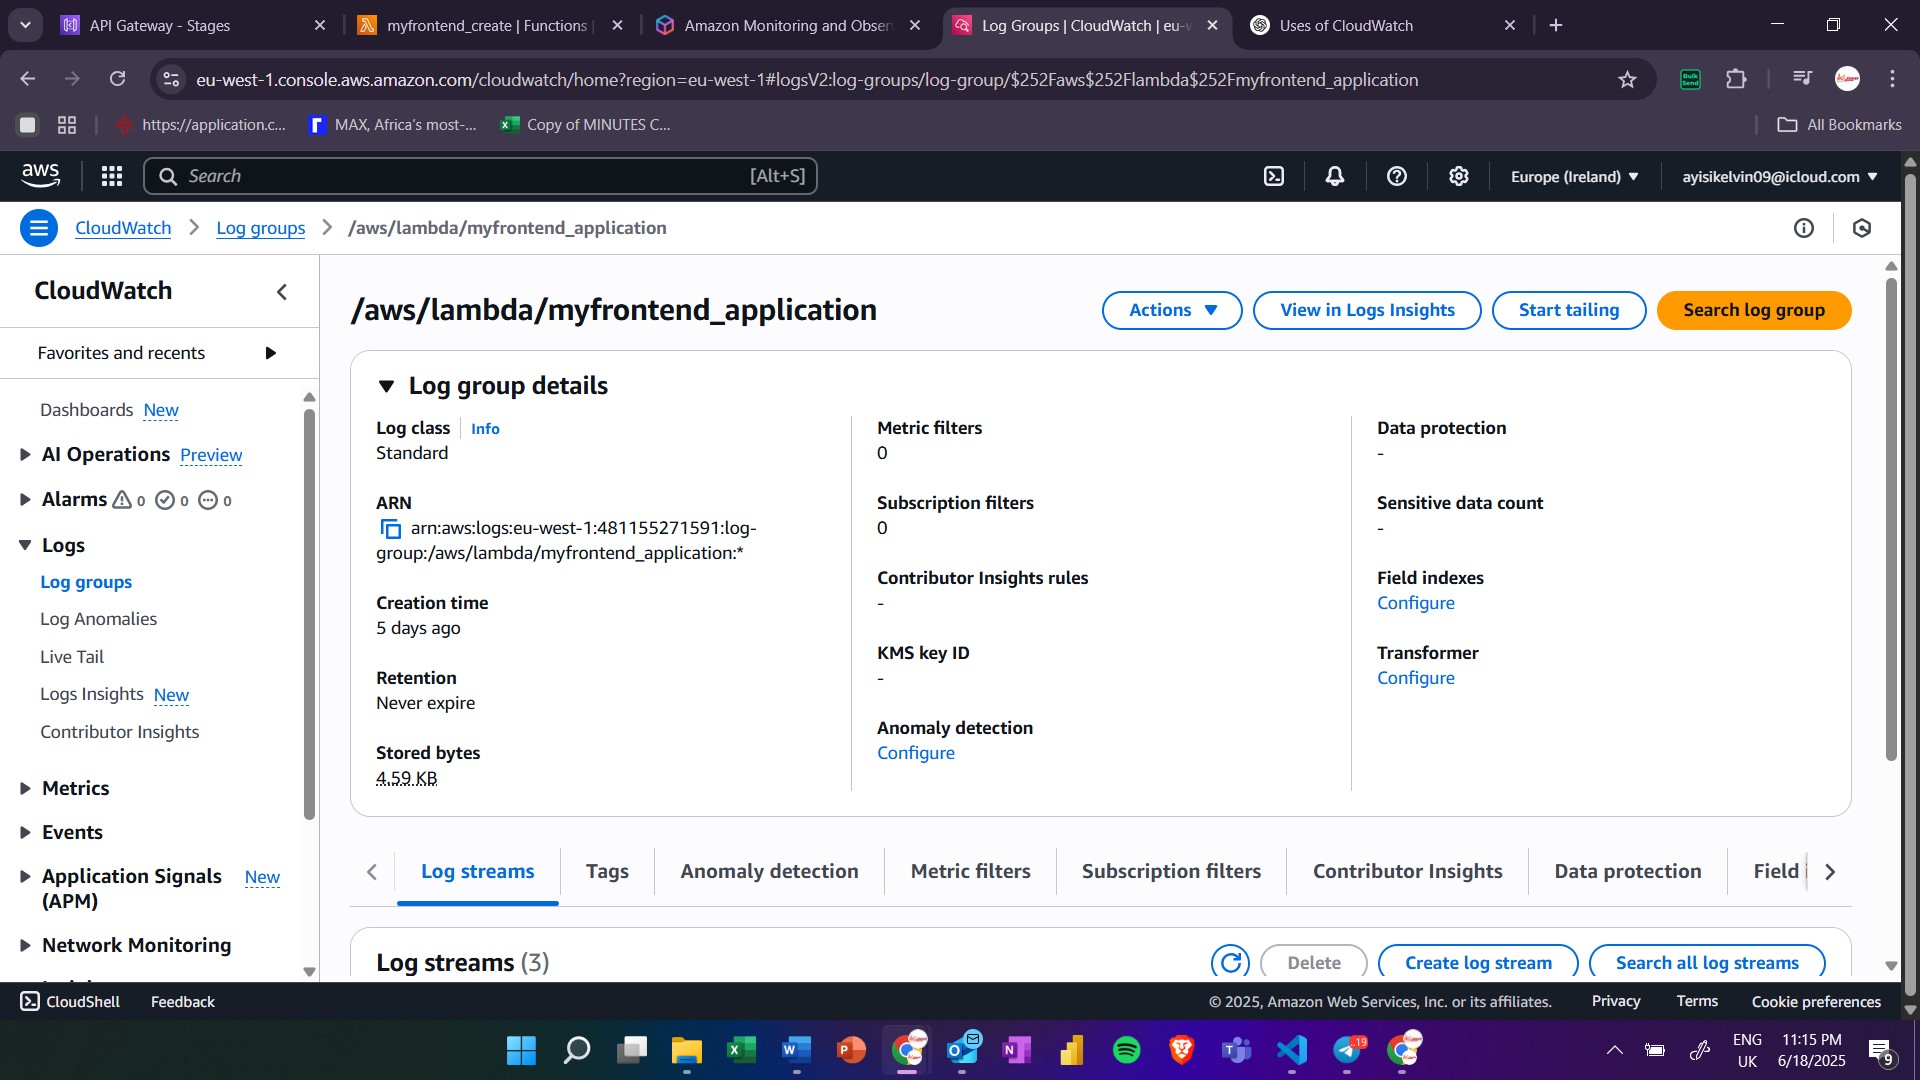 API Gateway - Stages
myfrontend_create | Functions |
Amazon Monitoring and Obser
Log Groups | CloudWatch | eu-w
Uses of CloudWatch
eu-west-1.console.aws.amazon.com/cloudwatch/home?region=eu-west-1#logsV2:log-groups/log-group/$252Faws$252Flambda$252Fmyfrontend_application
https://application.c...
MAX, Africa's most-...
Copy of MINUTES C...
All Bookmarks
aws
Search
[Alt+S]
Europe (Ireland)
ayisikelvin09@icloud.com
CloudWatch
Log groups
/aws/lambda/myfrontend_application
CloudWatch
Favorites and recents
Dashboards New
AI Operations Preview
Alarms 0 0 0
Logs
Log groups
Log Anomalies
Live Tail
Logs Insights New
Contributor Insights
Metrics
Events
Application Signals New
(APM)
Network Monitoring
/aws/lambda/myfrontend_application
Actions
View in Logs Insights
Start tailing
Search log group
Log group details
Log class Info
Standard
ARN
arn:aws:logs:eu-west-1:481155271591:log-
group:/aws/lambda/myfrontend_application:*
Creation time
5 days ago
Retention
Never expire
Stored bytes
4.59 KB
Metric filters
0
Subscription filters
0
Contributor Insights rules
-
KMS key ID
-
Anomaly detection
Configure
Data protection
-
Sensitive data count
-
Field indexes
Configure
Transformer
Configure
Log streams
Tags
Anomaly detection
Metric filters
Subscription filters
Contributor Insights
Data protection
Field i
Log streams (3)
Delete
Create log stream
Search all log streams
CloudShell
Feedback
© 2025, Amazon Web Services, Inc. or its affiliates.
Privacy
Terms
Cookie preferences
19
ENG
UK
11:15 PM
6/18/2025
9